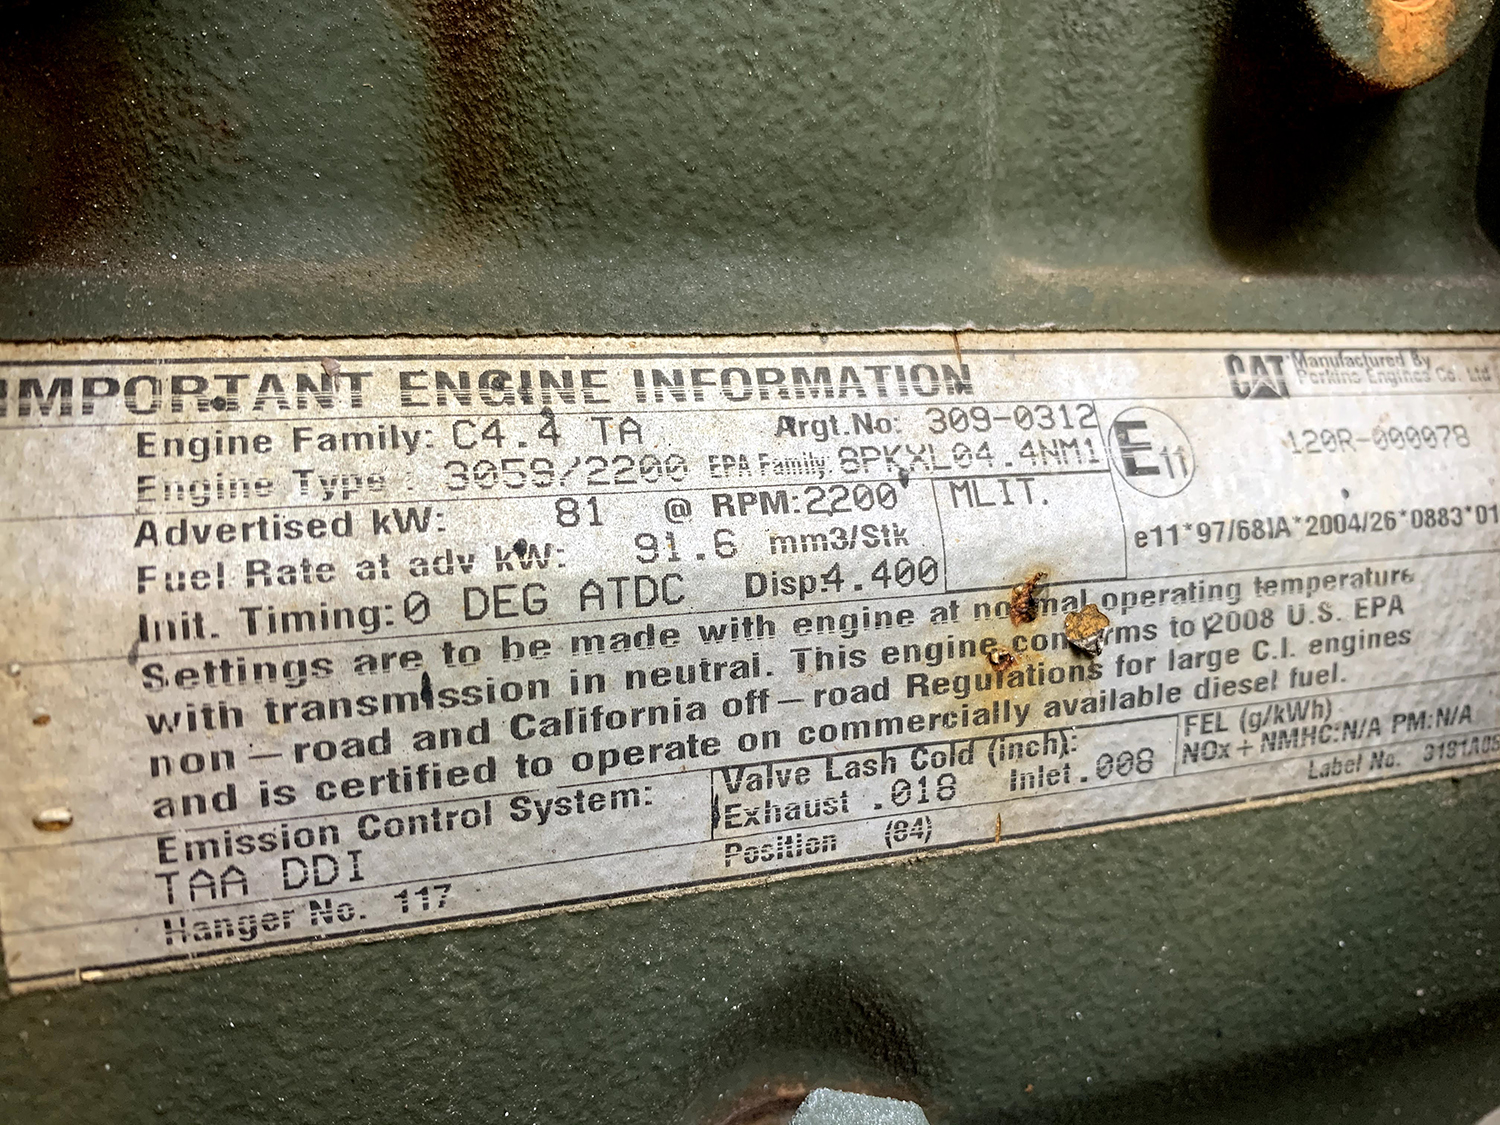 IMPORTANT ENGINE INFORMATION
CAT Manufactured By
Perkins Engines Co. Ltd
Engine Family: C4.4 TA Argt.No: 309-0312
Engine Type: 3059/2200 EPA Family: 8PKXL04.4NM1
E11 120R-000078
Advertised kW: 81 @ RPM: 2200 MLIT.
Fuel Rate at adv kW: 91.6 mm3/Stk
e11*97/68IA*2004/26*0883*01
Init. Timing: 0 DEG ATDC Disp: 4.400
Settings are to be made with engine at normal operating temperature
with transmission in neutral. This engine conforms to 2008 U.S. EPA
non-road and California off-road Regulations for large C.I. engines
and is certified to operate on commercially available diesel fuel.
Emission Control System:
TAA DDI
Valve Lash Cold (inch):
Exhaust .018 Inlet .008
FEL (g/kWh)
NOx+NMHC:N/A PM:N/A
Position (84)
Label No.
Hanger No. 117